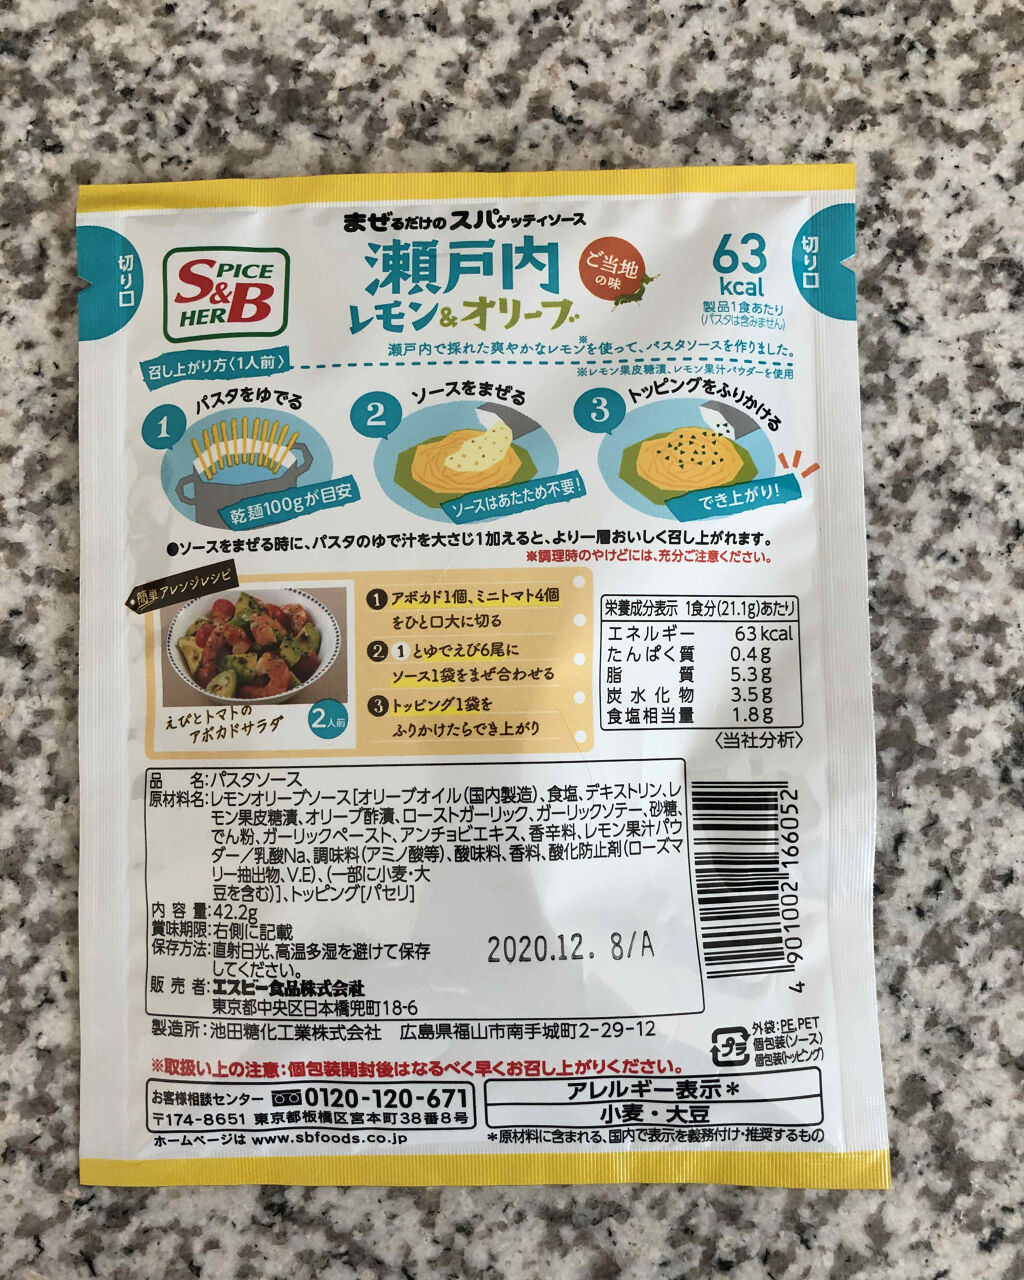 まぜるだけのスパゲッティソース
切り口
SPICE
&
HERB
瀬戸内
レモン&オリーブ
ご当地
の味
63
kcal
製品1食あたり
(パスタは含みません)
切り口
瀬戸内で採れた爽やかなレモン※を使って、パスタソースを作りました。
※レモン果皮糖漬、レモン果汁パウダーを使用
召し上がり方〈1人前〉
1 パスタをゆでる
乾麺100gが目安
2 ソースをまぜる
ソースはあたため不要!
3 トッピングをふりかける
でき上がり!
●ソースをまぜる時に、パスタのゆで汁を大さじ1加えると、より一層おいしく召し上がれます。
※調理時のやけどには、充分ご注意ください。
簡単アレンジレシピ
えびとトマトの
アボカドサラダ
2人前
1 アボカド1個、ミニトマト4個
をひと口大に切る
2 1とゆでえび6尾に
ソース1袋をまぜ合わせる
3 トッピング1袋を
ふりかけたらでき上がり
栄養成分表示 1食分(21.1g)あたり
エネルギー 63kcal
たんぱく質 0.4g
脂質 5.3g
炭水化物 3.5g
食塩相当量 1.8g
〈当社分析〉
品名:パスタソース
原材料名:レモンオリーブソース[オリーブオイル(国内製造)、食塩、デキストリン、レ
モン果皮糖漬、オリーブ酢漬、ローストガーリック、ガーリックソテー、砂糖、
でん粉、ガーリックペースト、アンチョビエキス、香辛料、レモン果汁パウ
ダー/乳酸Na、調味料(アミノ酸等)、酸味料、香料、酸化防止剤(ローズマ
リー抽出物、V.E)、(一部に小麦・大
豆を含む)]、トッピング[パセリ]
内容量:42.2g
賞味期限:右側に記載
保存方法:直射日光、高温多湿を避けて保存
してください。
販売者:エスビー食品株式会社
東京都中央区日本橋兜町18-6
2020.12. 8/A
4 901002 166052
製造所:池田糖化工業株式会社 広島県福山市南手城町2-29-12
プラ
外袋:PE,PET
個包装(ソース)
個包装(トッピング)
※取扱い上の注意:個包装開封後はなるべく早くお召し上がりください。
お客様相談センター 0120-120-671
〒174-8651 東京都板橋区宮本町38番8号
ホームページは www.sbfoods.co.jp
アレルギー表示＊
小麦・大豆
＊原材料に含まれる、国内で表示を義務付け・推奨するもの